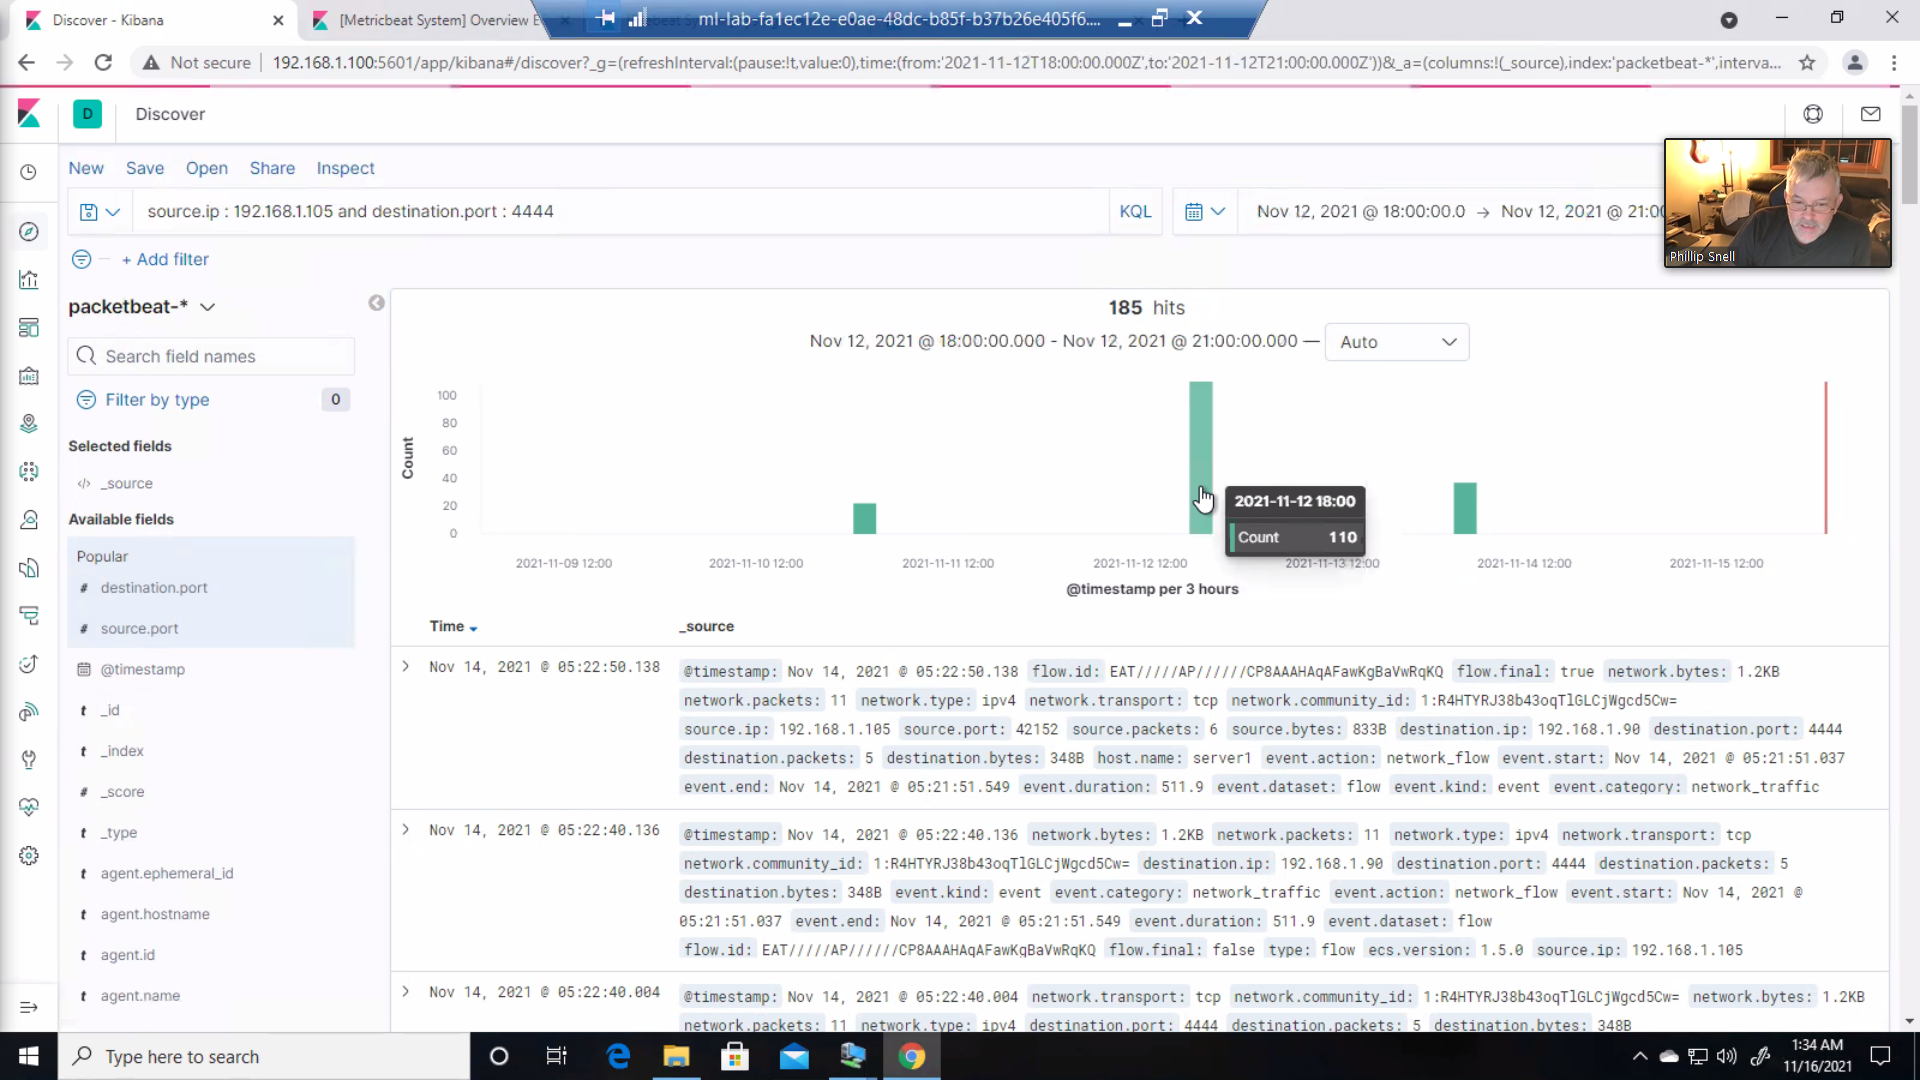 Discover - Kibana
[Metricbeat System] Overview E
ml-lab-fa1ec12e-e0ae-48dc-b85f-b37b26e405f6....
Not secure
192.168.1.100:5601/app/kibana#/discover?_g=(refreshInterval:(pause:!t,value:0),time:(from:'2021-11-12T18:00:00.000Z',to:'2021-11-12T21:00:00.000Z'))&_a=(columns:!(_source),index:'packetbeat-*',interva...
D
Discover
New Save Open Share Inspect
source.ip : 192.168.1.105 and destination.port : 4444
KQL
Nov 12, 2021 @ 18:00:00.0 → Nov 12, 2021 @ 21:00
Phillip Snell
+ Add filter
packetbeat-*
Search field names
Filter by type 0
Selected fields
_source
Available fields
Popular
# destination.port
# source.port
@timestamp
t _id
t _index
# _score
t _type
t agent.ephemeral_id
t agent.hostname
t agent.id
t agent.name
185 hits
Nov 12, 2021 @ 18:00:00.000 - Nov 12, 2021 @ 21:00:00.000 —
Auto
100
80
60
40
20
0
Count
2021-11-12 18:00
Count 110
2021-11-09 12:00 2021-11-10 12:00 2021-11-11 12:00 2021-11-12 12:00 2021-11-13 12:00 2021-11-14 12:00 2021-11-15 12:00
@timestamp per 3 hours
Time _source
Nov 14, 2021 @ 05:22:50.138
@timestamp: Nov 14, 2021 @ 05:22:50.138 flow.id: EAT/////AP//////CP8AAAHAqAFawKgBaVwRqKQ flow.final: true network.bytes: 1.2KB
network.packets: 11 network.type: ipv4 network.transport: tcp network.community_id: 1:R4HTYRJ38b43oqTlGLCjWgcd5Cw=
source.ip: 192.168.1.105 source.port: 42152 source.packets: 6 source.bytes: 833B destination.ip: 192.168.1.90 destination.port: 4444
destination.packets: 5 destination.bytes: 348B host.name: server1 event.action: network_flow event.start: Nov 14, 2021 @ 05:21:51.037
event.end: Nov 14, 2021 @ 05:21:51.549 event.duration: 511.9 event.dataset: flow event.kind: event event.category: network_traffic
Nov 14, 2021 @ 05:22:40.136
@timestamp: Nov 14, 2021 @ 05:22:40.136 network.bytes: 1.2KB network.packets: 11 network.type: ipv4 network.transport: tcp
network.community_id: 1:R4HTYRJ38b43oqTlGLCjWgcd5Cw= destination.ip: 192.168.1.90 destination.port: 4444 destination.packets: 5
destination.bytes: 348B event.kind: event event.category: network_traffic event.action: network_flow event.start: Nov 14, 2021 @
05:21:51.037 event.end: Nov 14, 2021 @ 05:21:51.549 event.duration: 511.9 event.dataset: flow
flow.id: EAT/////AP//////CP8AAAHAqAFawKgBaVwRqKQ flow.final: false type: flow ecs.version: 1.5.0 source.ip: 192.168.1.105
Nov 14, 2021 @ 05:22:40.004
@timestamp: Nov 14, 2021 @ 05:22:40.004 network.transport: tcp network.community_id: 1:R4HTYRJ38b43oqTlGLCjWgcd5Cw= network.bytes: 1.2KB
network.packets: 11 network.type: ipv4 destination.port: 4444 destination.packets: 5 destination.bytes: 348B
Type here to search
1:34 AM
11/16/2021